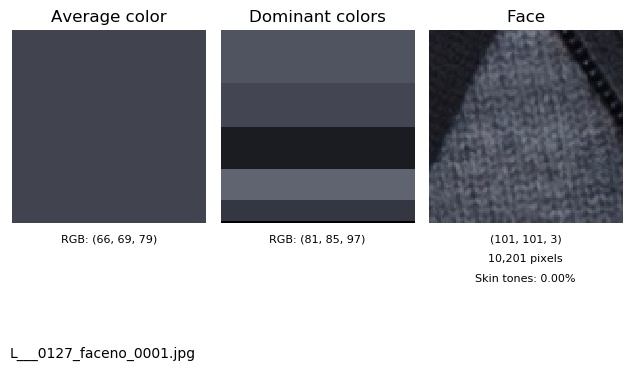 Average color
Dominant colors
Face
RGB: (66, 69, 79)
RGB: (81, 85, 97)
(101, 101, 3)
10,201 pixels
Skin tones: 0.00%
L___0127_faceno_0001.jpg